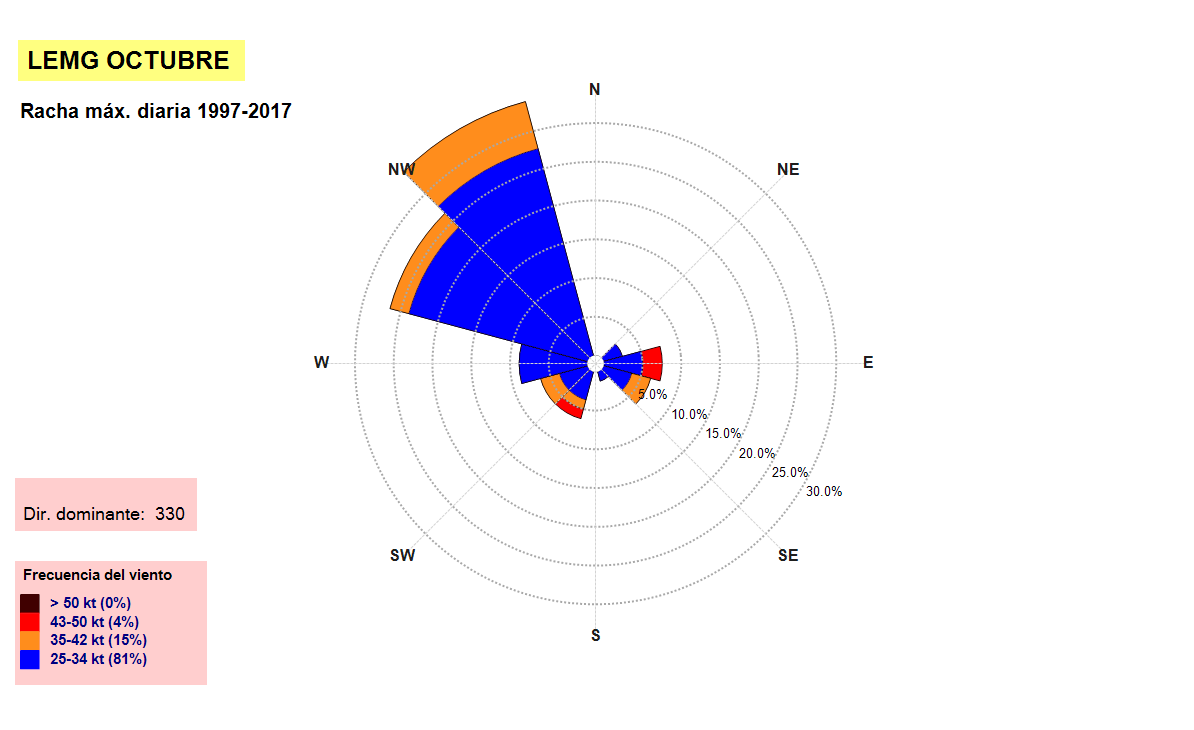 LEMG OCTUBRE
Racha máx. diaria 1997-2017
N
NW
NE
W
E
5.0%
10.0%
15.0%
20.0%
25.0%
30.0%
SW
SE
S
Dir. dominante: 330
Frecuencia del viento
> 50 kt (0%)
43-50 kt (4%)
35-42 kt (15%)
25-34 kt (81%)